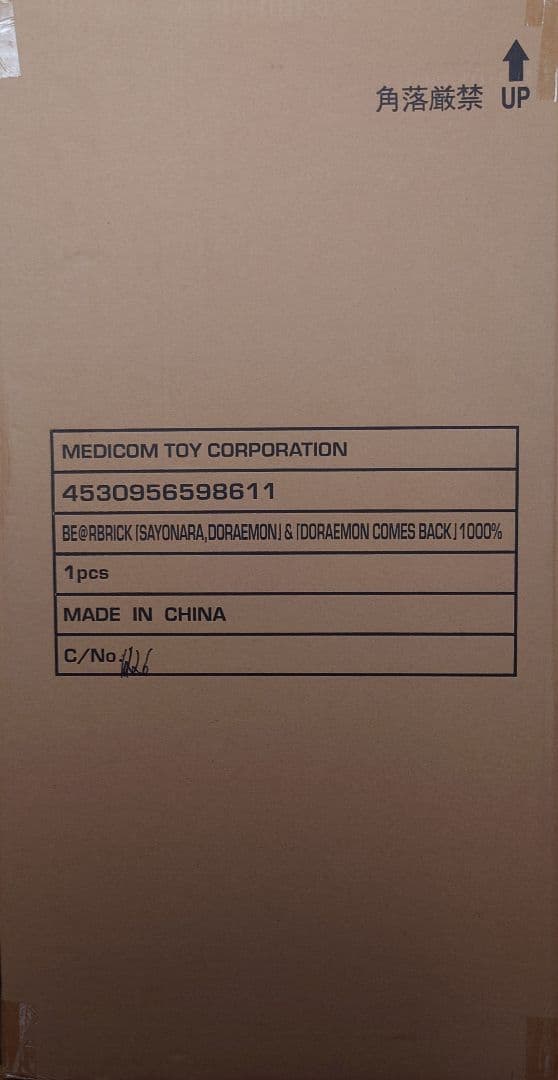 角落厳禁 UP
MEDICOM TOY CORPORATION
4530956598611
BE@RBRICK「SAYONARA,DORAEMON」&「DORAEMON COMES BACK」1000%
1pcs
MADE IN CHINA
C/No.